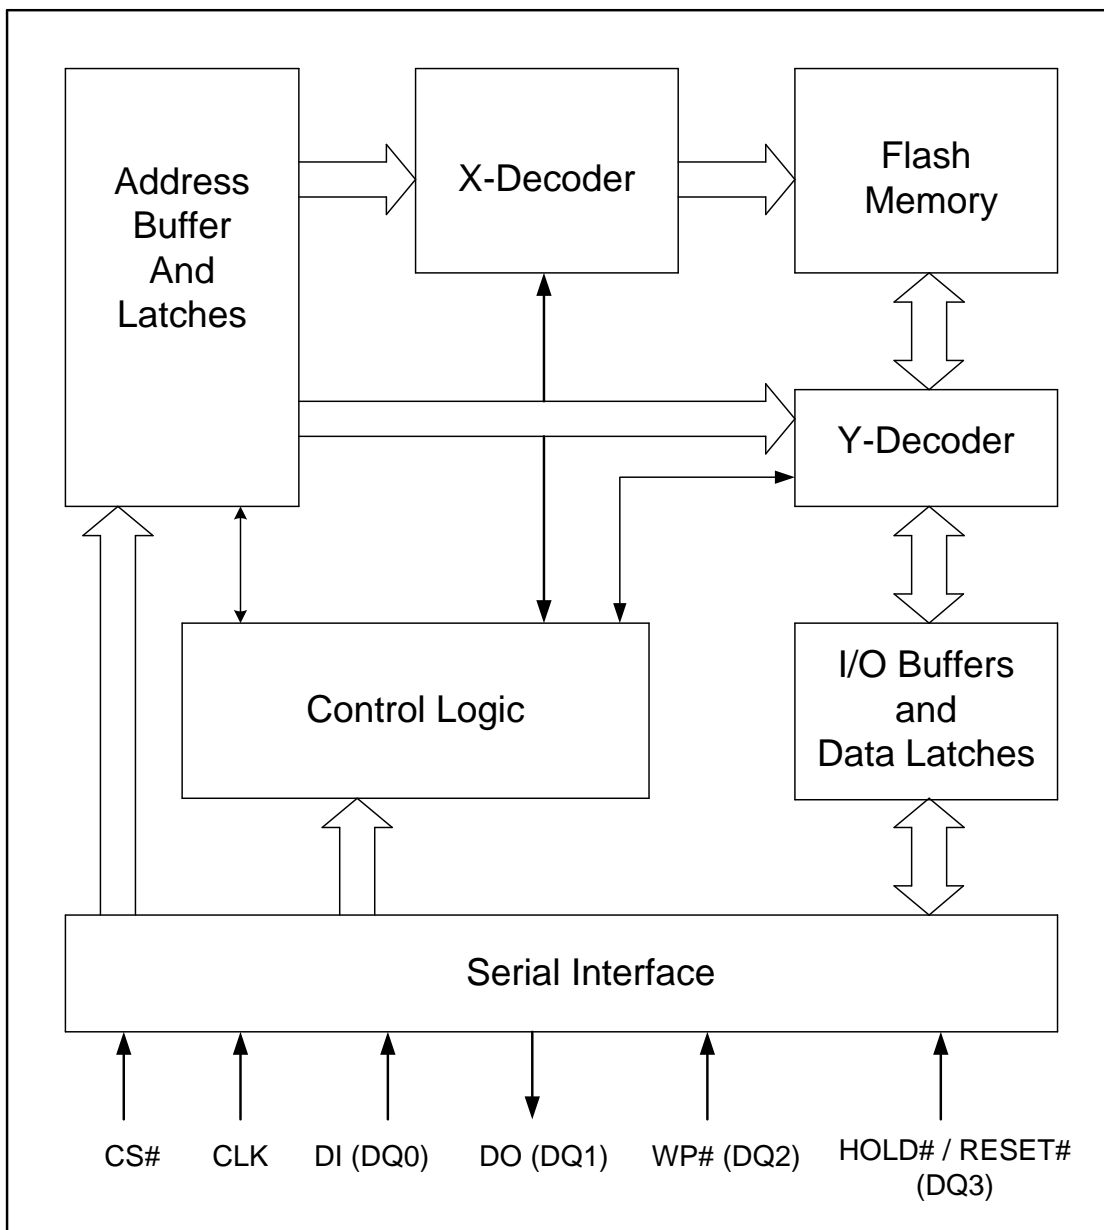 Address
Buffer
And
Latches
X-Decoder
Flash
Memory
Y-Decoder
Control Logic
I/O Buffers
and
Data Latches
Serial Interface
CS#
CLK
DI (DQ0)
DO (DQ1)
WP# (DQ2)
HOLD# / RESET#
(DQ3)